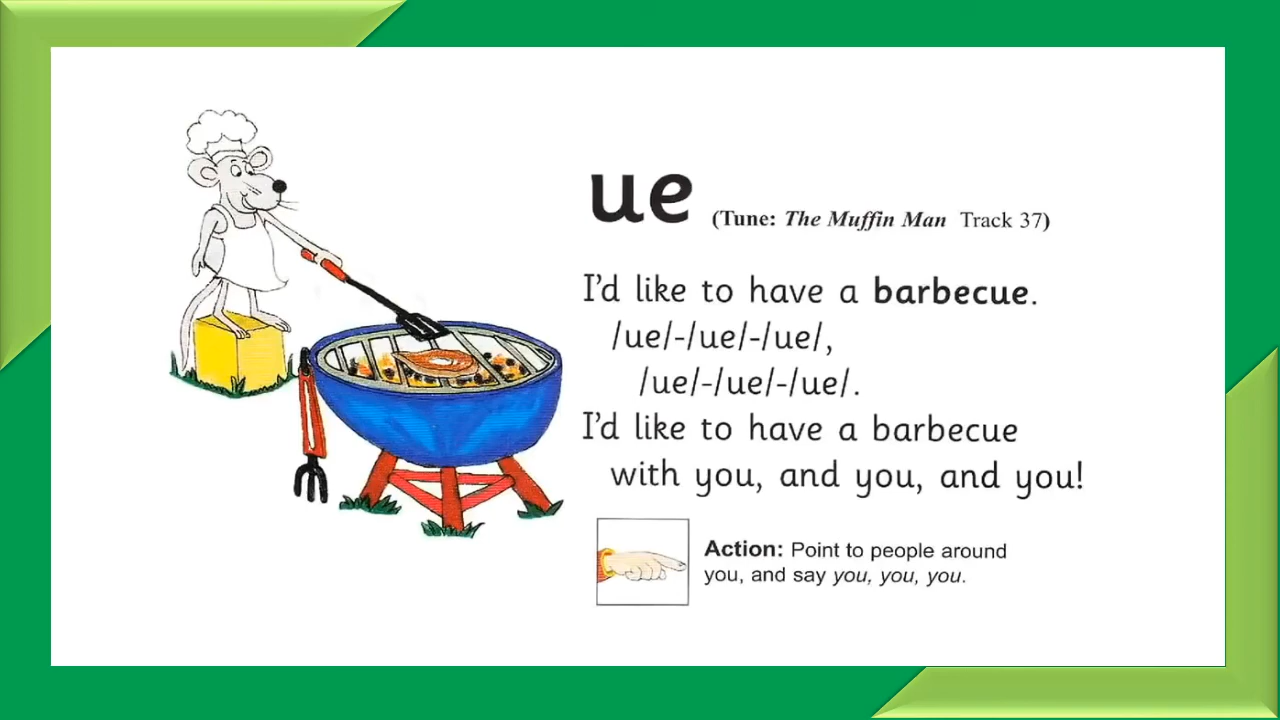 ue (Tune: The Muffin Man Track 37)
I'd like to have a barbecue.
/ue/-/ue/-/ue/,
/ue/-/ue/-/ue/.
I'd like to have a barbecue
with you, and you, and you!
Action: Point to people around
you, and say you, you, you.